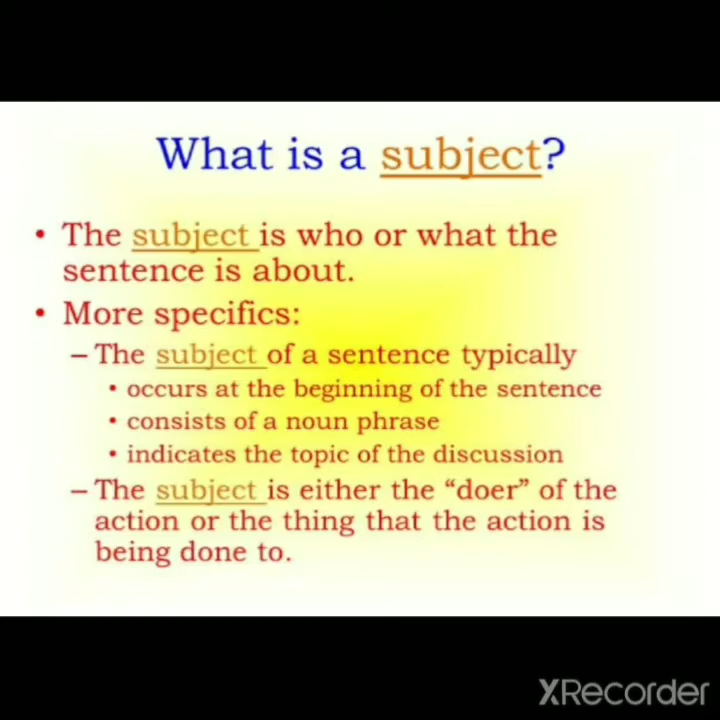 What is a subject?
• The subject is who or what the
sentence is about.
• More specifics:
– The subject of a sentence typically
• occurs at the beginning of the sentence
• consists of a noun phrase
• indicates the topic of the discussion
– The subject is either the “doer” of the
action or the thing that the action is
being done to.
XRecorder